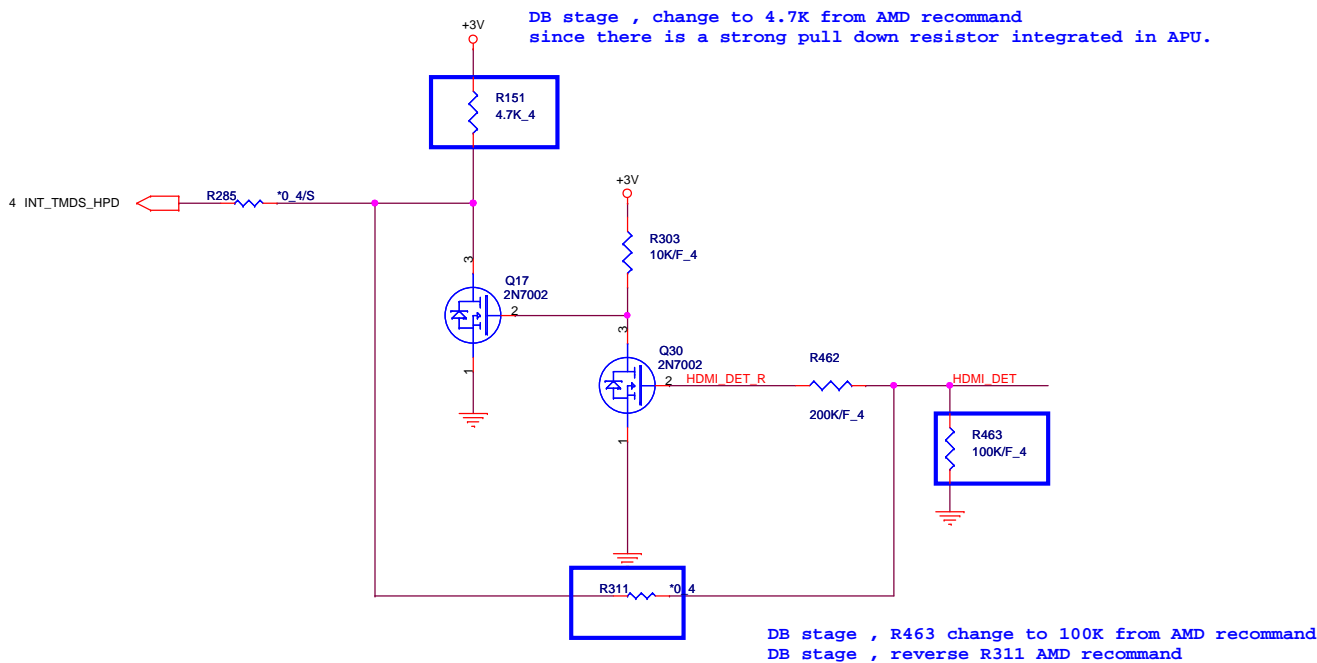 DB stage , change to 4.7K from AMD recommand
since there is a strong pull down resistor integrated in APU.
+3V
R151
4.7K_4
4 INT_TMDS_HPD
R285
*0_4/S
+3V
R303
10K/F_4
3
Q17
2N7002
2
1
3
Q30
2N7002
2
HDMI_DET_R
R462
200K/F_4
HDMI_DET
1
R463
100K/F_4
R311
*0_4
DB stage , R463 change to 100K from AMD recommand
DB stage , reverse R311 AMD recommand